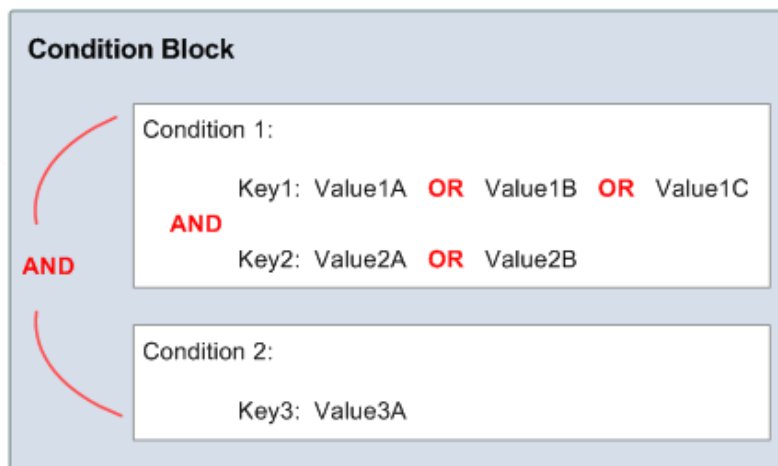 Condition Block
Condition 1:
Key1: Value1A OR Value1B OR Value1C
AND
Key2: Value2A OR Value2B
AND
Condition 2:
Key3: Value3A